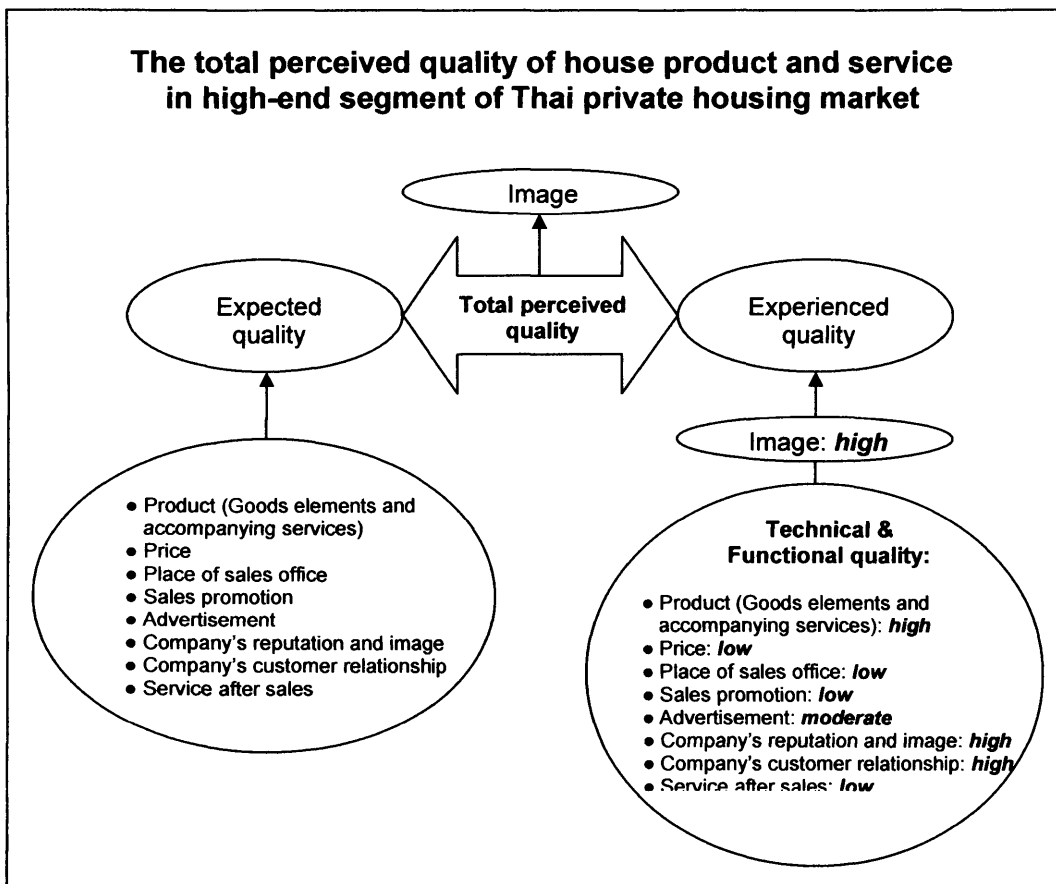 The total perceived quality of house product and service
in high-end segment of Thai private housing market
Image
Expected
quality
Total perceived
quality
Experienced
quality
Image: high
• Product (Goods elements and
accompanying services)
• Price
• Place of sales office
• Sales promotion
• Advertisement
• Company's reputation and image
• Company's customer relationship
• Service after sales
Technical &
Functional quality:
• Product (Goods elements and
accompanying services): high
• Price: low
• Place of sales office: low
• Sales promotion: low
• Advertisement: moderate
• Company's reputation and image: high
• Company's customer relationship: high
• Service after sales: low